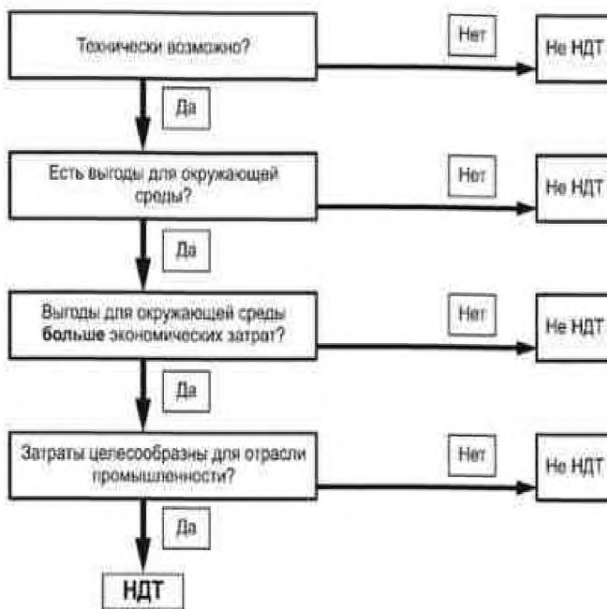 Технически возможно?
Нет
Не НДТ
Да
Есть выгоды для окружающей
среды?
Нет
Не НДТ
Да
Выгоды для окружающей среды
больше экономических затрат?
Нет
Не НДТ
Да
Затраты целесообразны для отрасли
промышленности?
Нет
Не НДТ
Да
НДТ